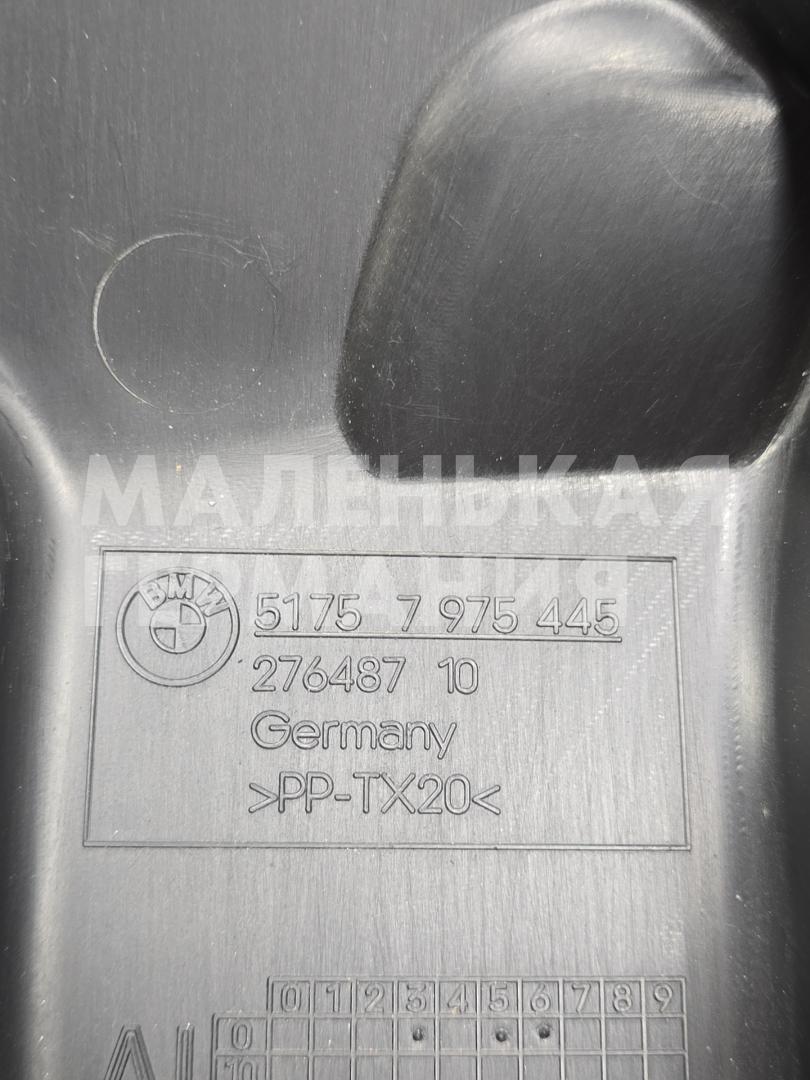 МАЛЕНЬКАЯ
ГЕРМАНИЯ
BMW
5175 7 975 445
276487 10
Germany
>PP-TX20<
0 1 2 3 4 5 6 7 8 9
0
10